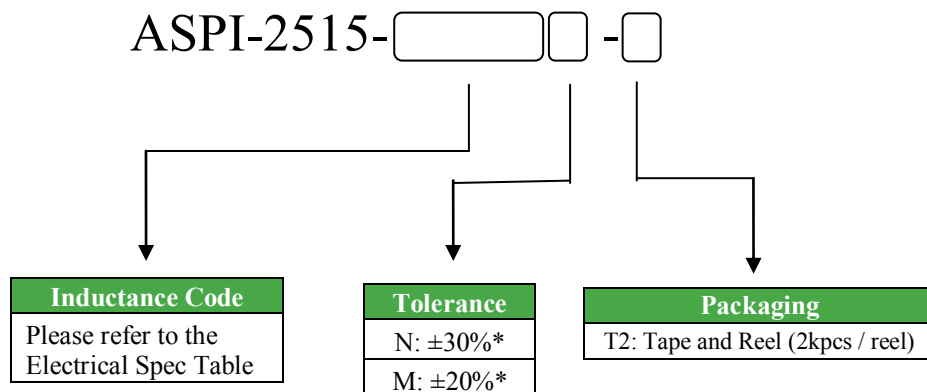 ASPI-2515- -
Inductance Code
Please refer to the
Electrical Spec Table
Tolerance
N: ±30%*
M: ±20%*
Packaging
T2: Tape and Reel (2kpcs / reel)